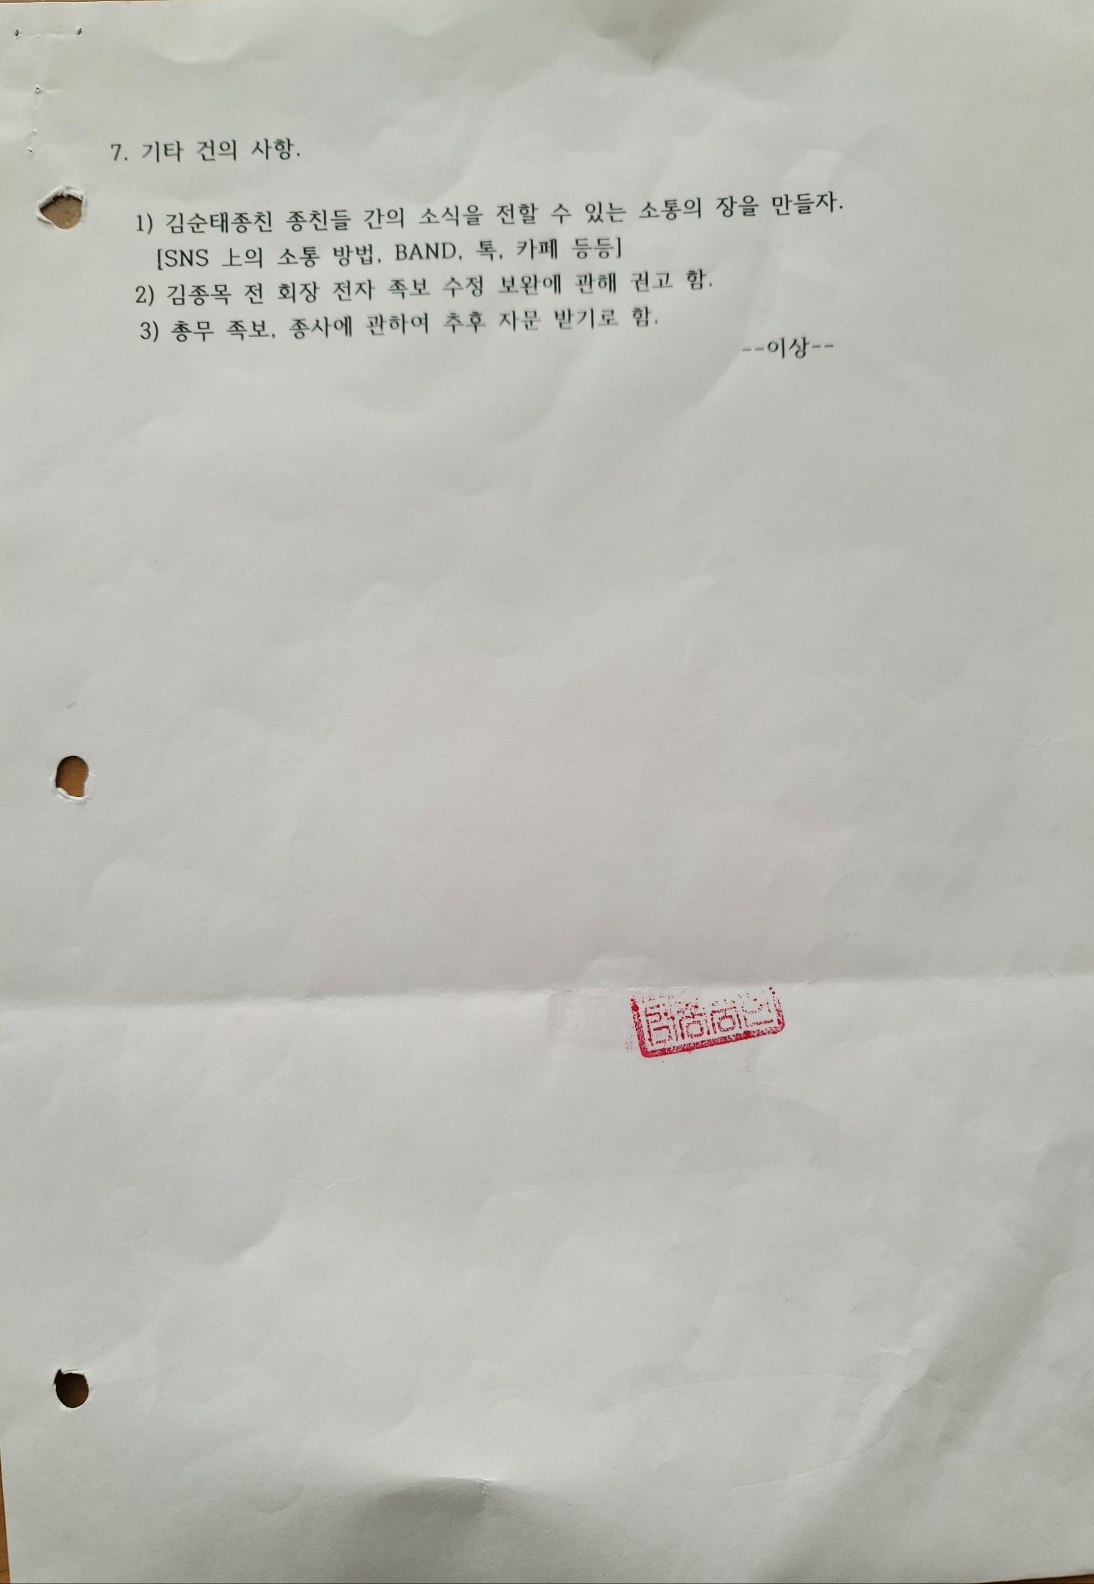 7. 기타 건의 사항.
1) 김순태종친 종친들 간의 소식을 전할 수 있는 소통의 장을 만들자.
[SNS 上의 소통 방법, BAND, 톡, 카페 등등]
2) 김종목 전 회장 전자 족보 수정 보완에 관해 권고 함.
3) 총무 족보, 종사에 관하여 추후 자문 받기로 함.
--이상--